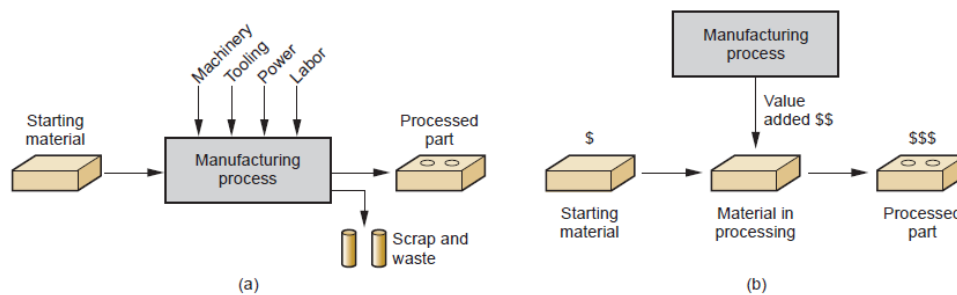 Machinery
Tooling
Power
Labor
Starting
material
Manufacturing
process
Processed
part
Scrap and
waste
(a)
Manufacturing
process
Value
added $$
$
$$$
Starting
material
Material in
processing
Processed
part
(b)